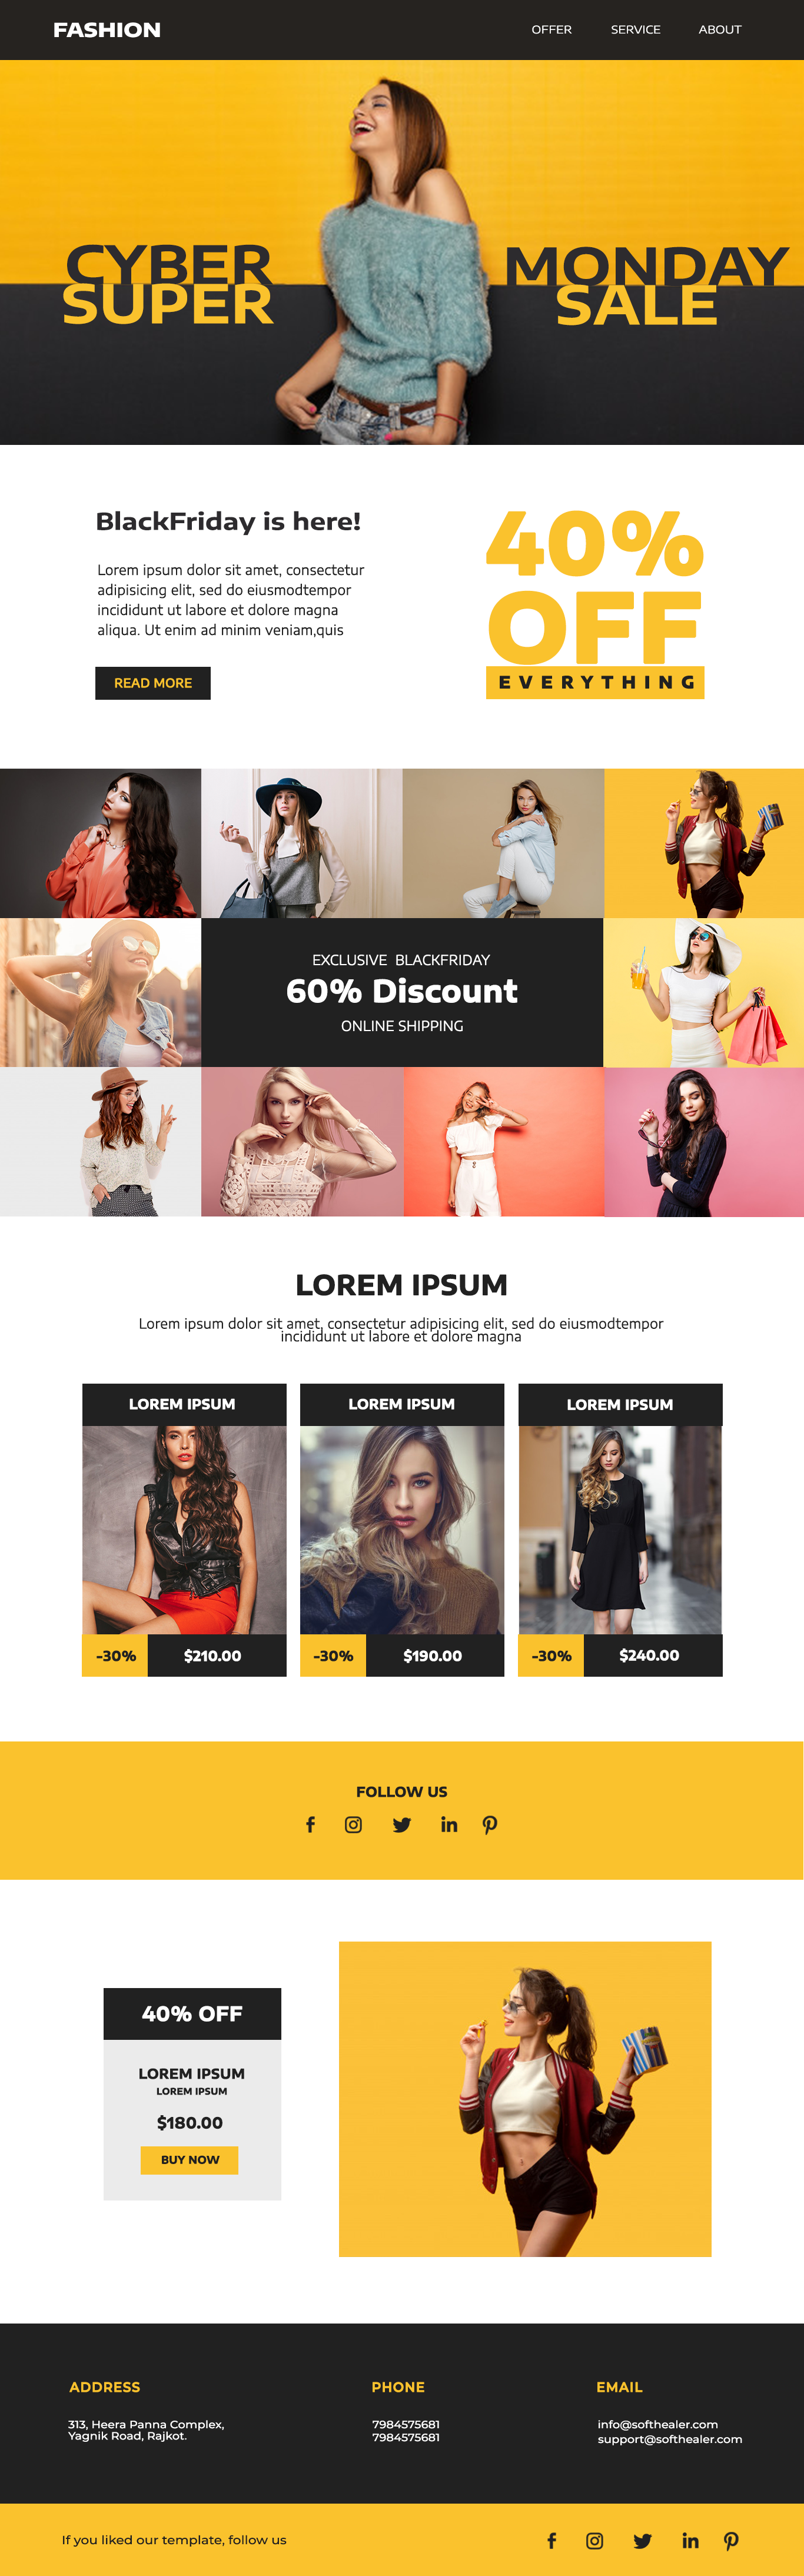 FASHION
OFFER
SERVICE
ABOUT
CYBER
SUPER
MONDAY
SALE
BlackFriday is here!
Lorem ipsum dolor sit amet, consectetur
adipisicing elit, sed do eiusmodtempor
incididunt ut labore et dolore magna
aliqua. Ut enim ad minim veniam,quis
READ MORE
40%
OFF
EVERYTHING
EXCLUSIVE BLACKFRIDAY
60% Discount
ONLINE SHIPPING
LOREM IPSUM
Lorem ipsum dolor sit amet, consectetur adipisicing elit, sed do eiusmodtempor
incididunt ut labore et dolore magna
LOREM IPSUM
-30%
$210.00
LOREM IPSUM
-30%
$190.00
LOREM IPSUM
-30%
$240.00
FOLLOW US
40% OFF
LOREM IPSUM
LOREM IPSUM
$180.00
BUY NOW
ADDRESS
313, Heera Panna Complex,
Yagnik Road, Rajkot.
PHONE
7984575681
7984575681
EMAIL
info@softhealer.com
support@softhealer.com
If you liked our template, follow us